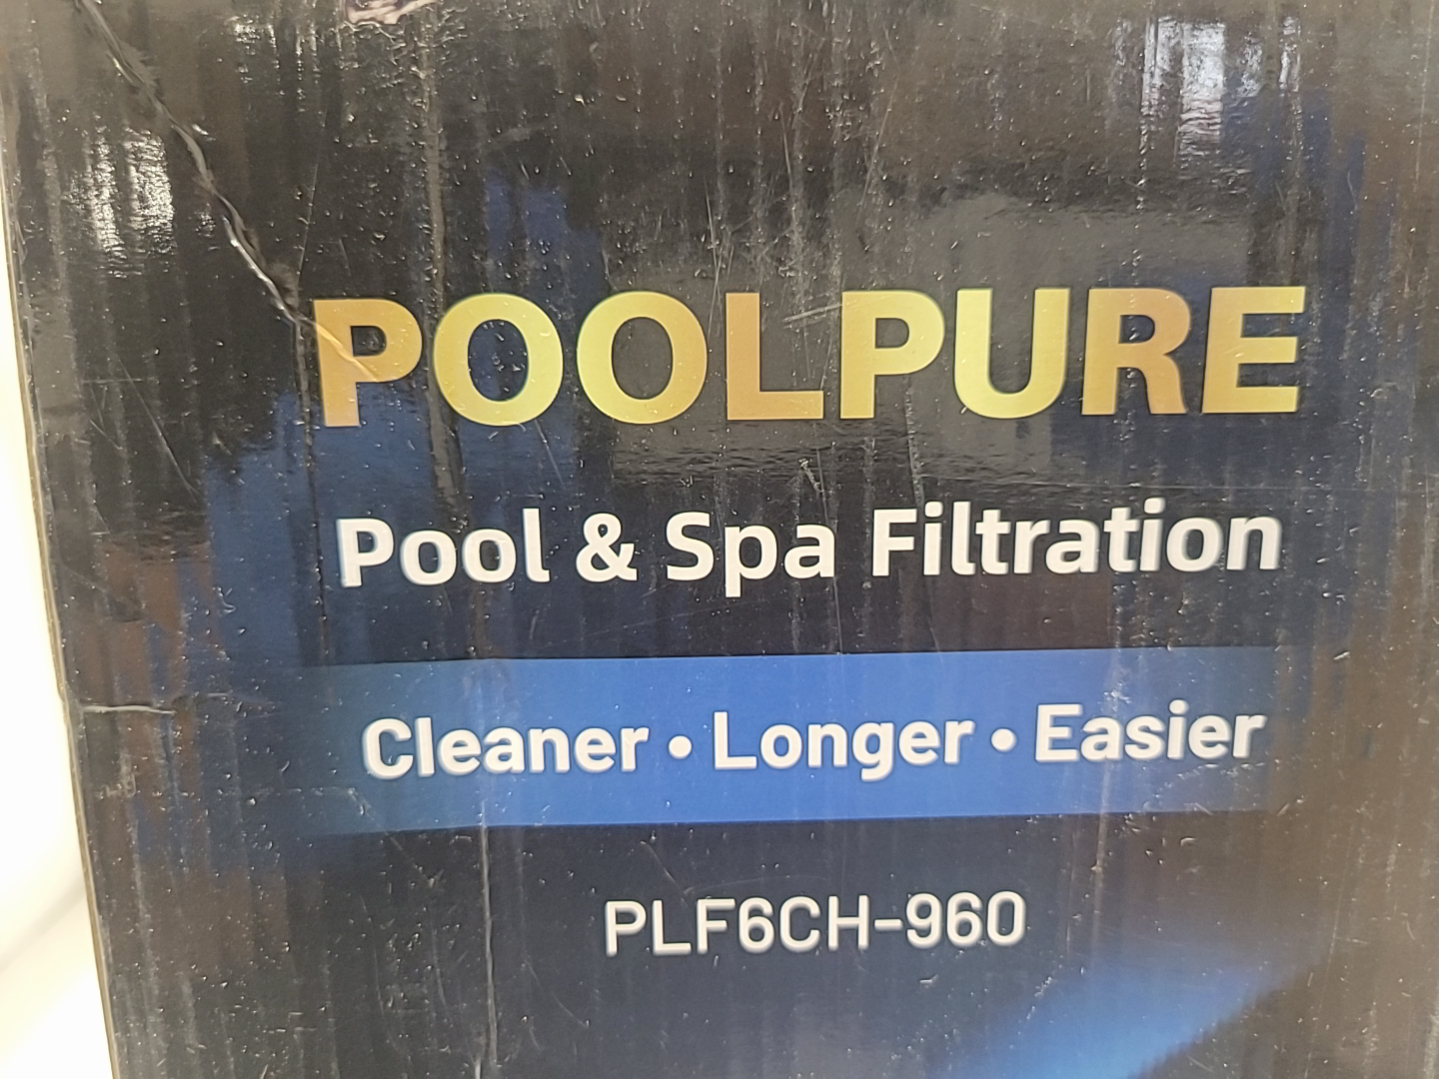 POOLPURE
Pool & Spa Filtration
Cleaner • Longer • Easier
PLF6CH-960